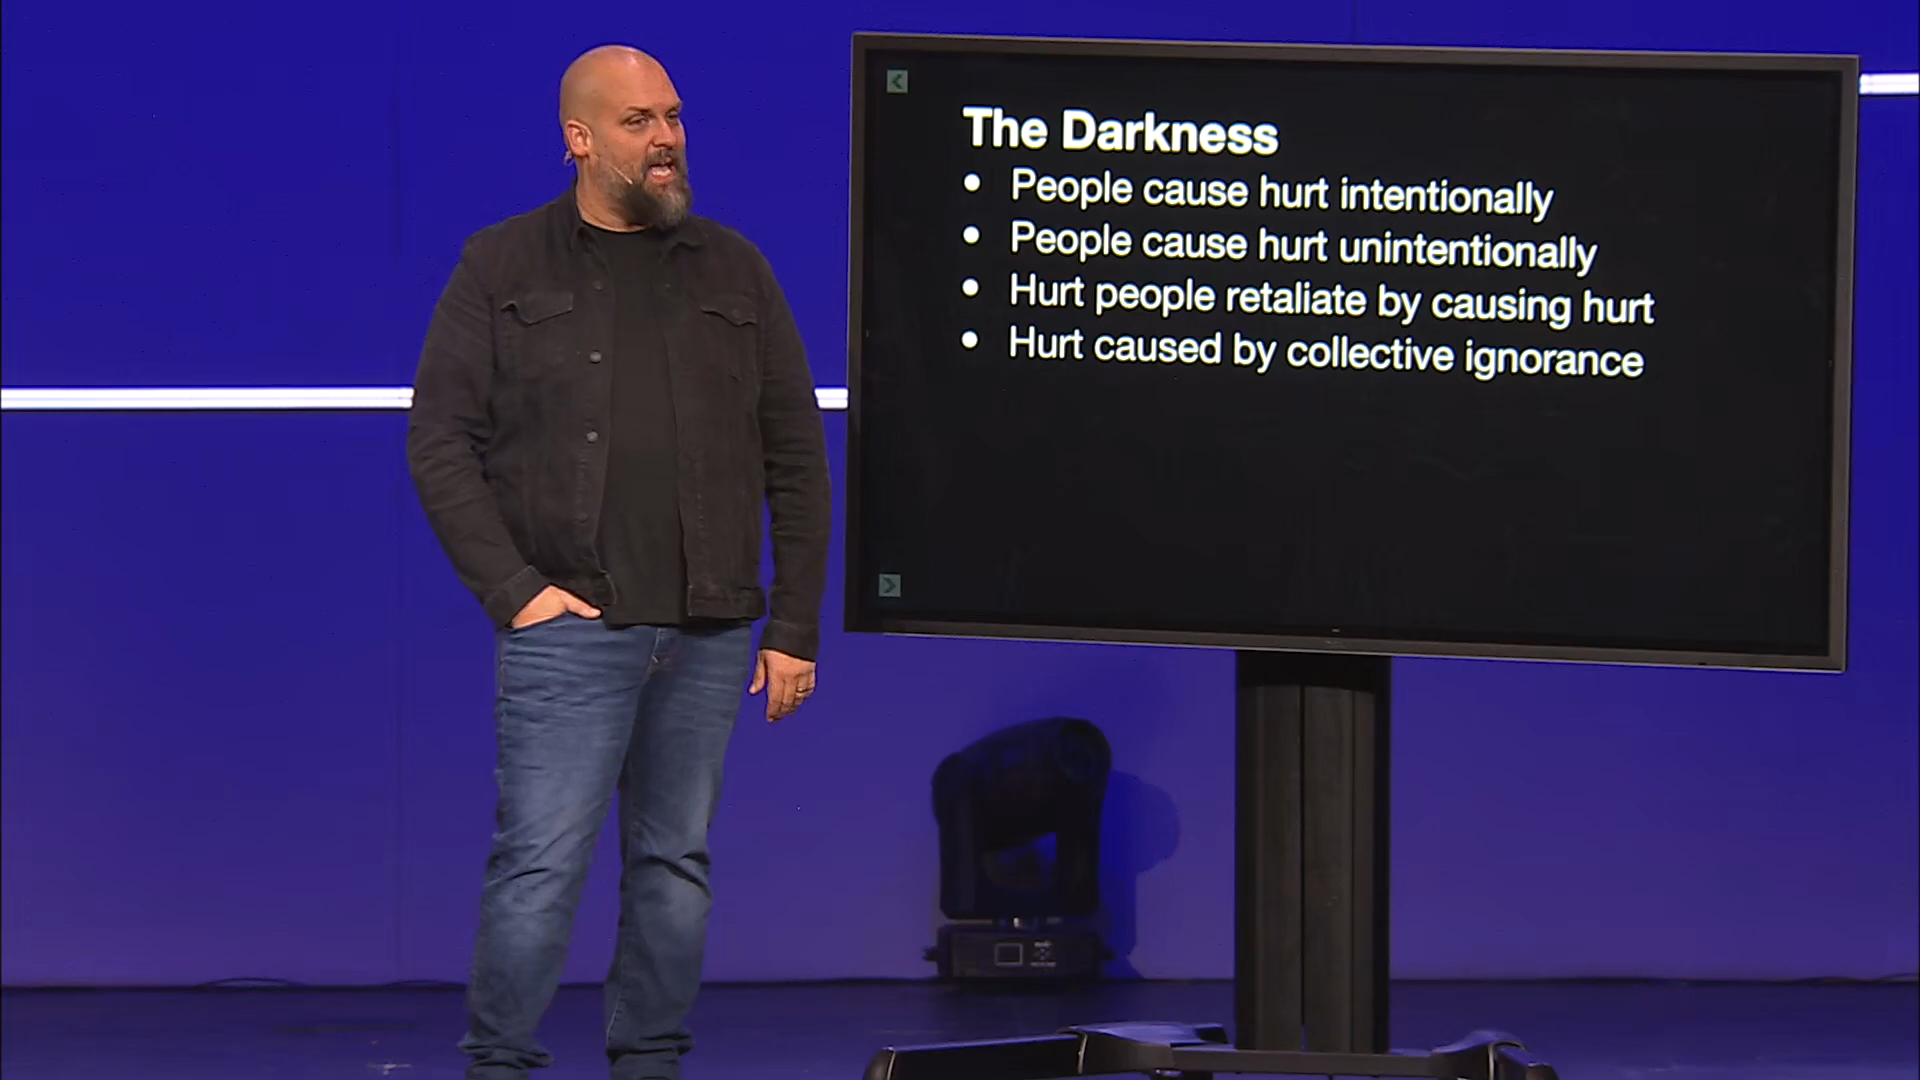 The Darkness
• People cause hurt intentionally
• People cause hurt unintentionally
• Hurt people retaliate by causing hurt
• Hurt caused by collective ignorance